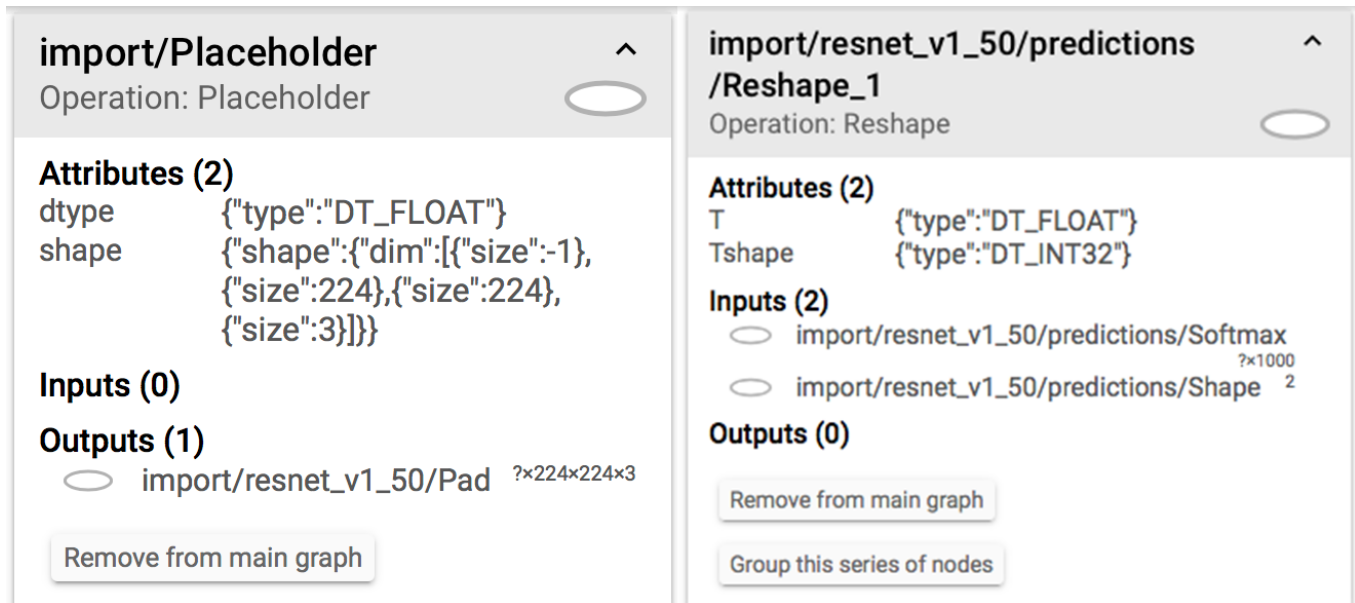 import/Placeholder
Operation: Placeholder
Attributes (2)
dtype {"type":"DT_FLOAT"}
shape {"shape":{"dim":[{"size":-1},
{"size":224},{"size":224},
{"size":3}]}}
Inputs (0)
Outputs (1)
import/resnet_v1_50/Pad ?×224×224×3
Remove from main graph
import/resnet_v1_50/predictions
/Reshape_1
Operation: Reshape
Attributes (2)
T {"type":"DT_FLOAT"}
Tshape {"type":"DT_INT32"}
Inputs (2)
import/resnet_v1_50/predictions/Softmax
?×1000
import/resnet_v1_50/predictions/Shape 2
Outputs (0)
Remove from main graph
Group this series of nodes